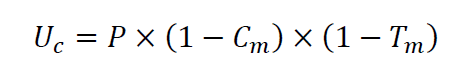 U_c = P × (1 − C_m) × (1 − T_m)